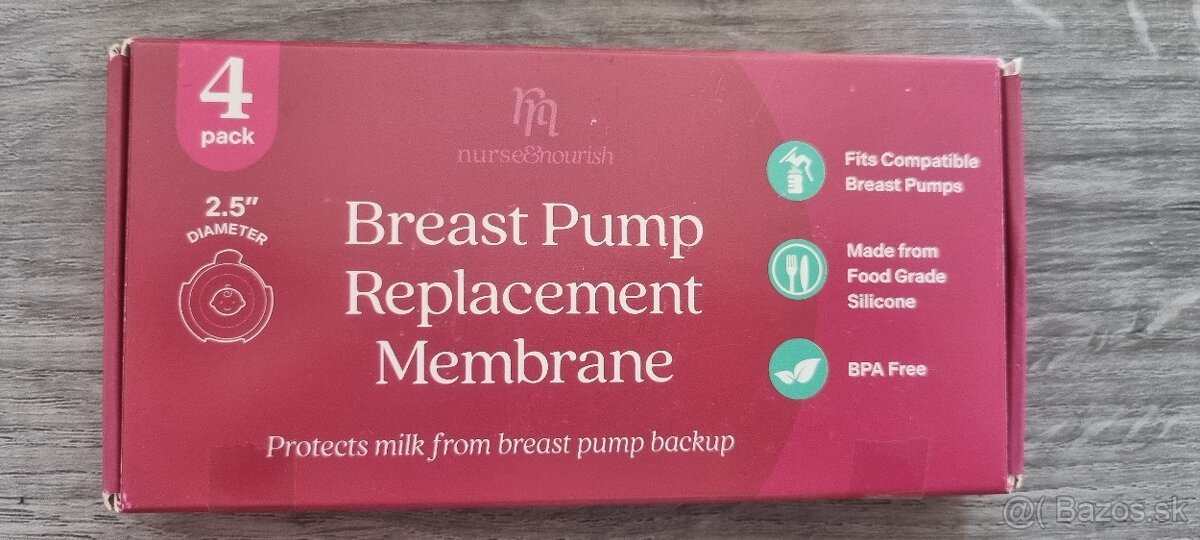 4
pack
2.5"
DIAMETER
nurse&nourish
Breast Pump
Replacement
Membrane
Protects milk from breast pump backup
Fits Compatible
Breast Pumps
Made from
Food Grade
Silicone
BPA Free
@( Bazos.sk